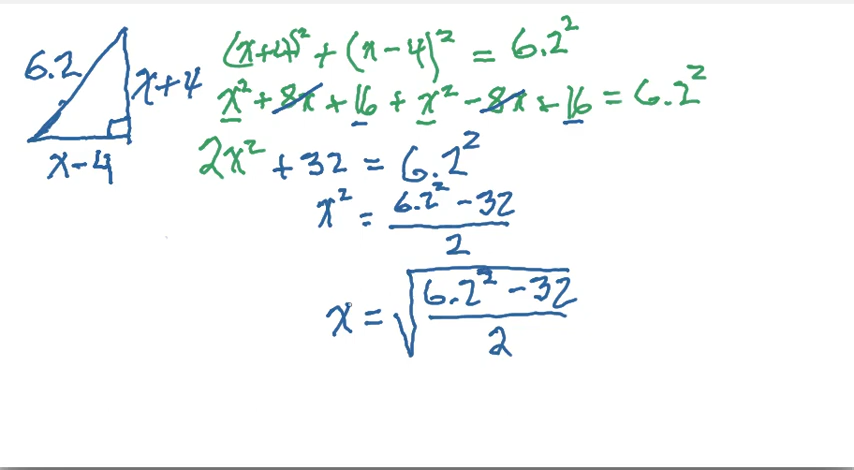 6.2
x+4
x-4
(x+4)² + (x-4)² = 6.2²
x² + 8x + 16 + x² - 8x + 16 = 6.2²
2x² + 32 = 6.2²
x² = (6.2² - 32)/2
x = √((6.2² - 32)/2)